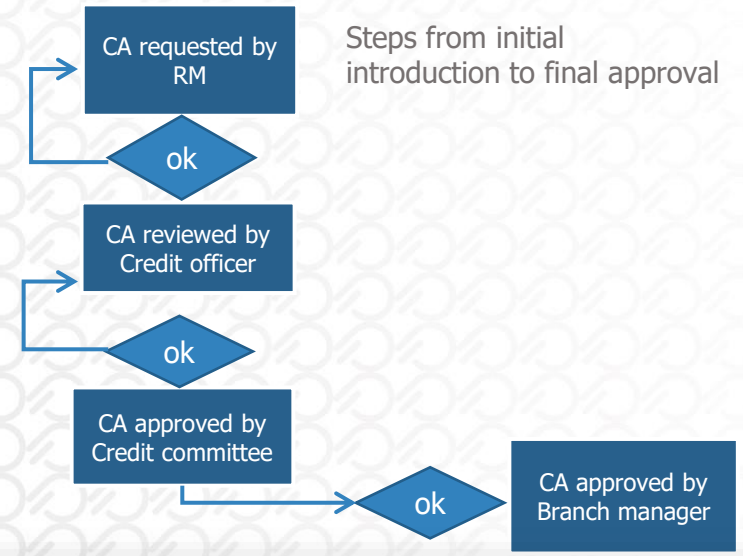 CA requested by
RM
Steps from initial
introduction to final approval
ok
CA reviewed by
Credit officer
ok
CA approved by
Credit committee
ok
CA approved by
Branch manager